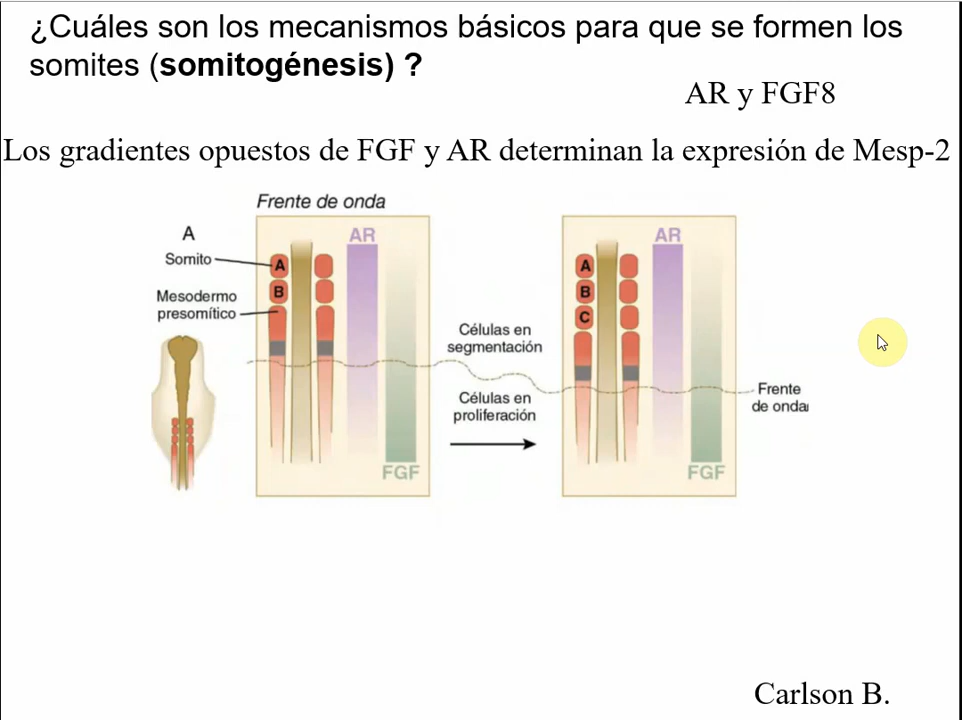 ¿Cuáles son los mecanismos básicos para que se formen los
somites (somitogénesis) ?
AR y FGF8
Los gradientes opuestos de FGF y AR determinan la expresión de Mesp-2
Frente de onda
A
Somito
Mesodermo
presomítico
A
B
AR
FGF
Células en
segmentación
Células en
proliferación
A
B
C
AR
FGF
Frente
de onda
Carlson B.